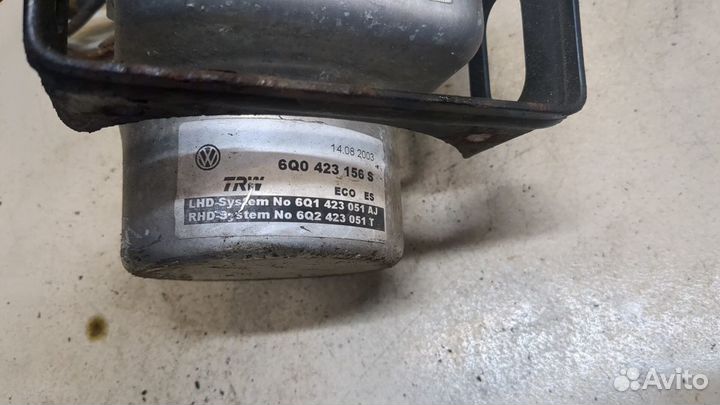 14.08 2003
6Q0 423 156 S
TRW
ECO ES
LHD-System No 6Q1 423 051 AJ
RHD-System No 6Q2 423 051 T
Avito